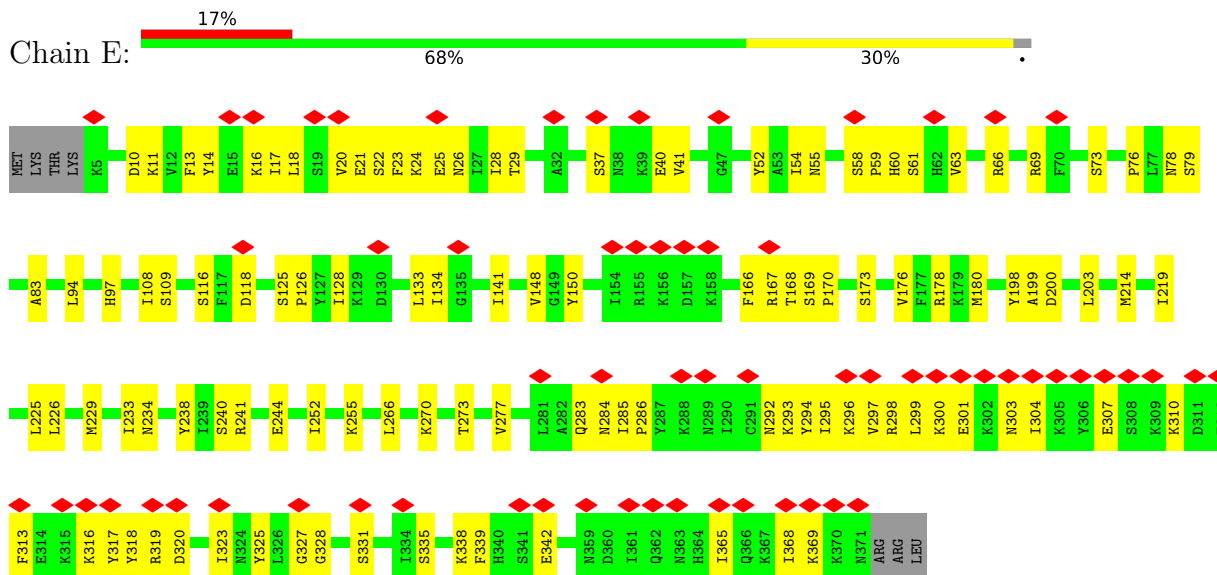 17%
Chain E:
68% 30% •
MET LYS THR LYS K5 D10 K11 V12 F13 Y14 E15 K16 I17 L18 S19 V20 E21 S22 F23 K24 E25 N26 I27 I28 T29 A32 S37 N38 K39 E40 V41 G47 Y52 A53 I54 N55 S58 P59 H60 S61 H62 V63 R66 R69 F70 S73 P76 L77 N78 S79
A83 L94 H97 I108 S109 S116 F117 D118 S125 P126 Y127 I128 K129 D130 L133 I134 G135 I141 V148 G149 Y150 I154 R155 K156 D157 K158 F166 R167 T168 S169 P170 S173 V176 F177 R178 K179 M180 Y198 A199 D200 L203 M214 I219
L225 L226 M229 I233 N234 Y238 I239 S240 R241 E244 I252 K255 L266 K270 T273 V277 L281 A282 Q283 N284 I285 P286 Y287 K288 N289 I290 C291 N292 K293 Y294 I295 K296 V297 R298 L299 K300 E301 K302 N303 I304 K305 Y306 E307 S308 K309 K310 D311
F313 E314 K315 K316 Y317 Y318 R319 D320 I323 N324 Y325 L326 G327 G328 S331 I334 S335 K338 F339 H340 S341 E342 N359 D360 I361 Q362 N363 H364 I365 Q366 K367 I368 K369 K370 N371 ARG ARG LEU